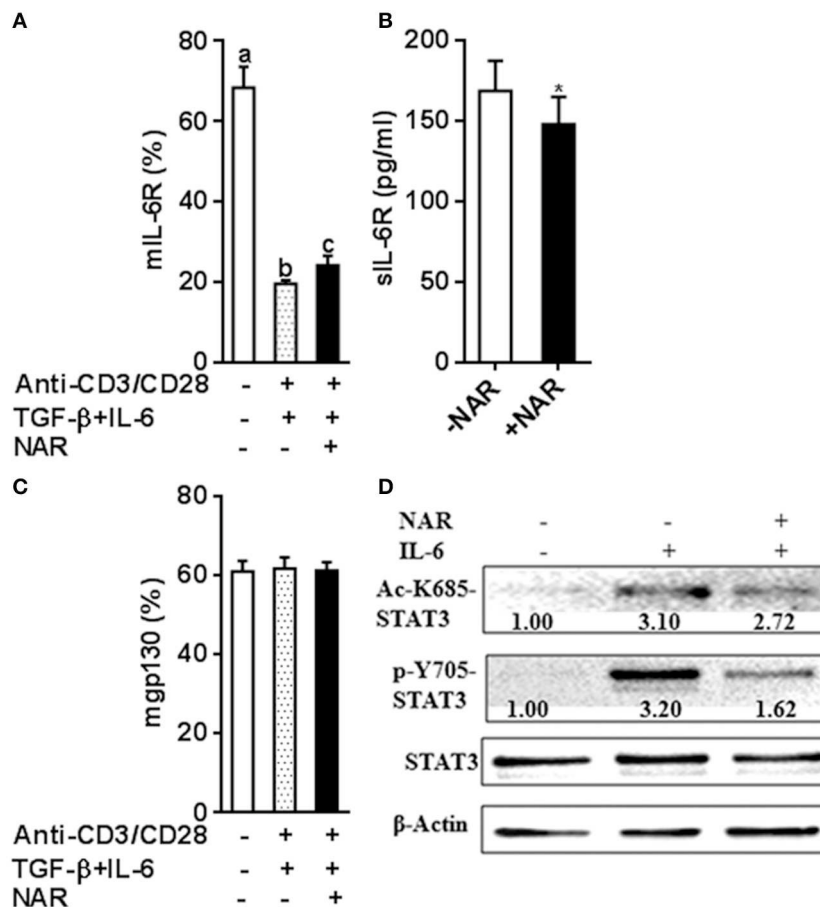 A
mIL-6R (%)
80
60
40
20
0
a
b
c
Anti-CD3/CD28 - + +
TGF-β+IL-6 - + +
NAR - - +
B
sIL-6R (pg/ml)
200
150
100
50
0
*
-NAR
+NAR
C
mgp130 (%)
80
60
40
20
0
Anti-CD3/CD28 - + +
TGF-β+IL-6 - + +
NAR - - +
D
NAR - - +
IL-6 - + +
Ac-K685-
STAT3
1.00 3.10 2.72
p-Y705-
STAT3
1.00 3.20 1.62
STAT3
β-Actin